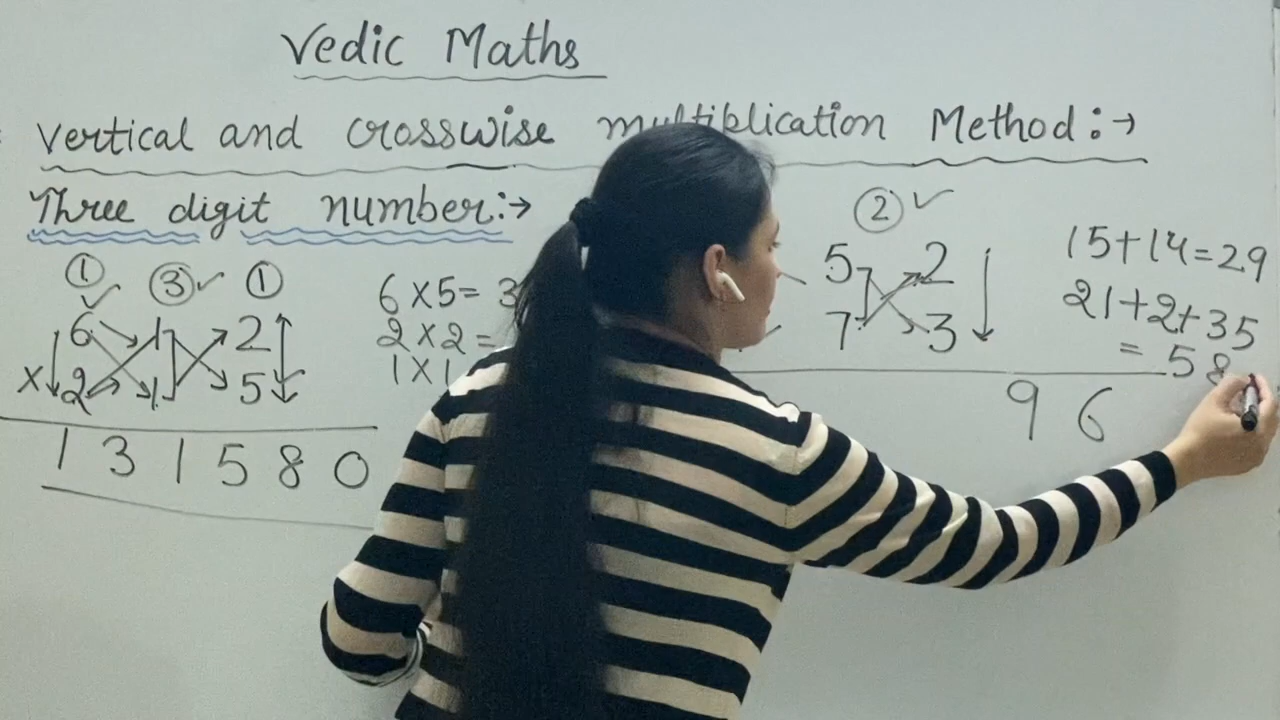 Vedic Maths
Vertical and crosswise multiplication Method:→
Three digit number:→
① ③ ✓ ①
✓
6 1 2
× 2 1 5
1 3 1 5 8 0
6×5= 3
2×2=
1×1
② ✓
5 2
7 3
9 6
15+14=29
21+2+35
= 58